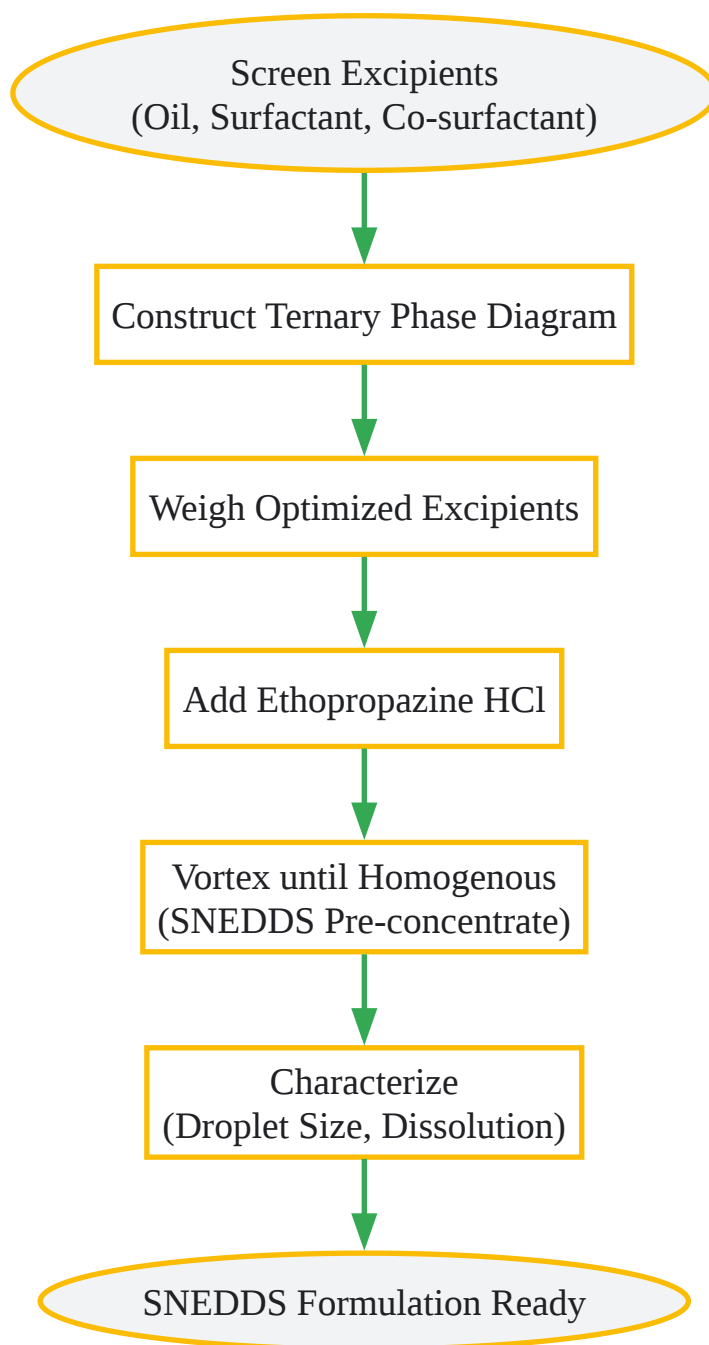 Screen Excipients
(Oil, Surfactant, Co-surfactant)
Construct Ternary Phase Diagram
Weigh Optimized Excipients
Add Ethopropazine HCl
Vortex until Homogenous
(SNEDDS Pre-concentrate)
Characterize
(Droplet Size, Dissolution)
SNEDDS Formulation Ready